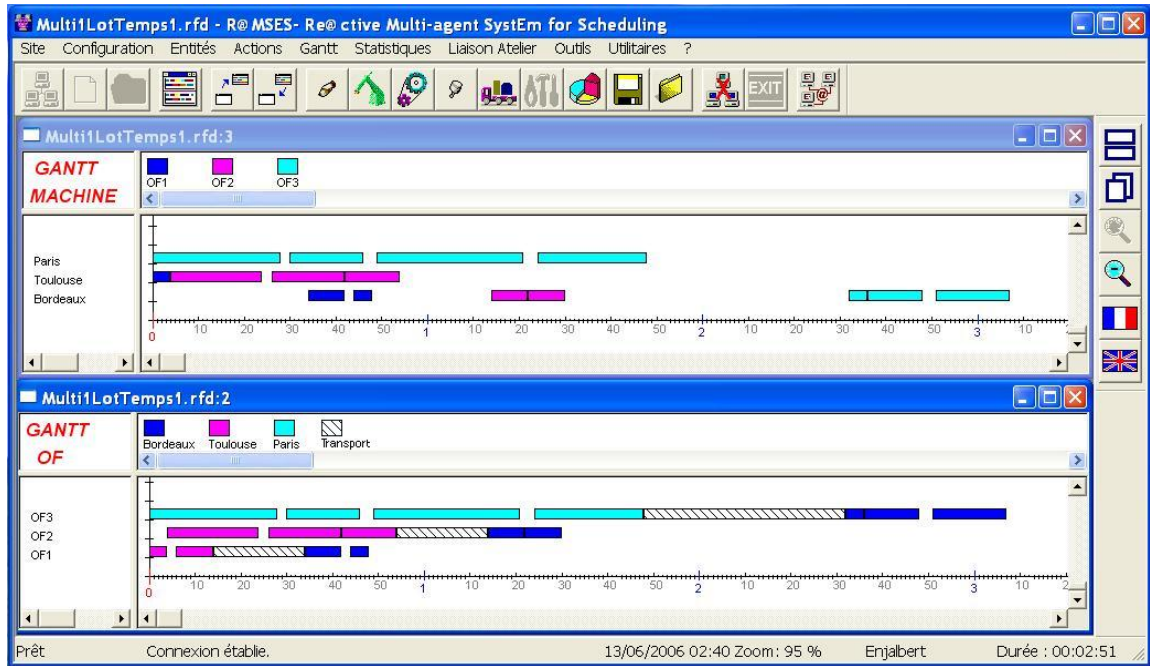 Multi1LotTemps1.rfd - R@MSES- Re@ctive Multi-agent SystEm for Scheduling
Site Configuration Entités Actions Gantt Statistiques Liaison Atelier Outils Utilitaires ?
EXIT
Multi1LotTemps1.rfd:3
GANTT
MACHINE
OF1 OF2 OF3
Paris
Toulouse
Bordeaux
0 10 20 30 40 50 1 10 20 30 40 50 2 10 20 30 40 50 3 10
Multi1LotTemps1.rfd:2
GANTT
OF
Bordeaux Toulouse Paris Transport
OF3
OF2
OF1
0 10 20 30 40 50 1 10 20 30 40 50 2 10 20 30 40 50 3 10 2
Prêt Connexion établie. 13/06/2006 02:40 Zoom: 95 % Enjalbert Durée : 00:02:51